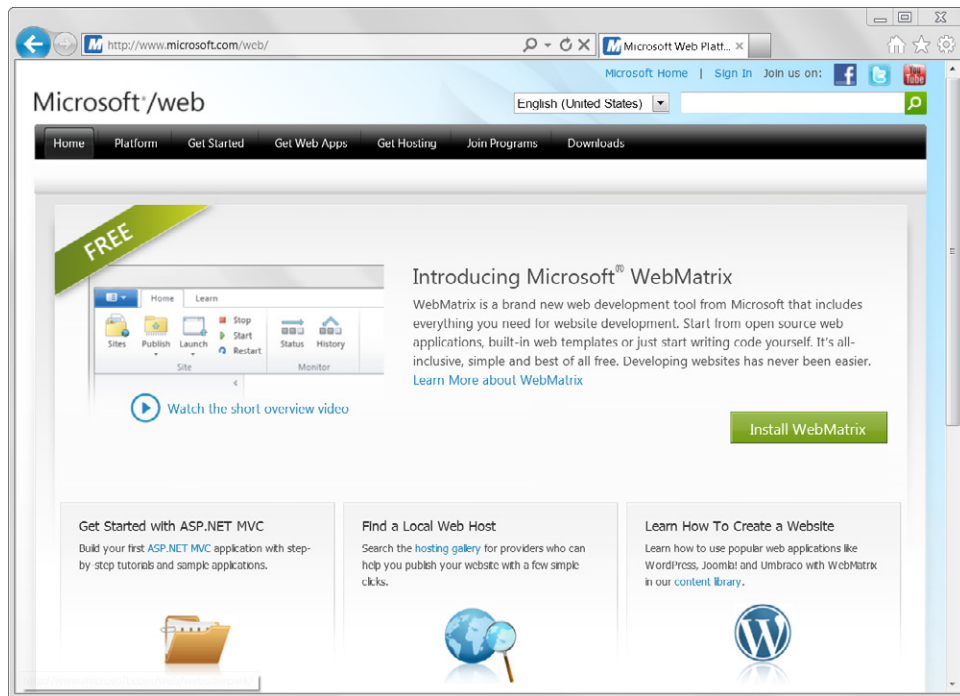 http://www.microsoft.com/web/
Microsoft Web Platf...
Microsoft Home | Sign In Join us on:
You Tube
Microsoft®/web
English (United States)
Home Platform Get Started Get Web Apps Get Hosting Join Programs Downloads
FREE
Home Learn
Stop
Start
Restart
Sites Publish Launch Status History
Site Monitor
Watch the short overview video
Introducing Microsoft® WebMatrix
WebMatrix is a brand new web development tool from Microsoft that includes
everything you need for website development. Start from open source web
applications, built-in web templates or just start writing code yourself. It's all-
inclusive, simple and best of all free. Developing websites has never been easier.
Learn More about WebMatrix
Install WebMatrix
Get Started with ASP.NET MVC
Build your first ASP.NET MVC application with step-
by-step tutorials and sample applications.
Find a Local Web Host
Search the hosting gallery for providers who can
help you publish your website with a few simple
clicks.
Learn How To Create a Website
Learn how to use popular web applications like
WordPress, Joomla! and Umbraco with WebMatrix
in our content library.